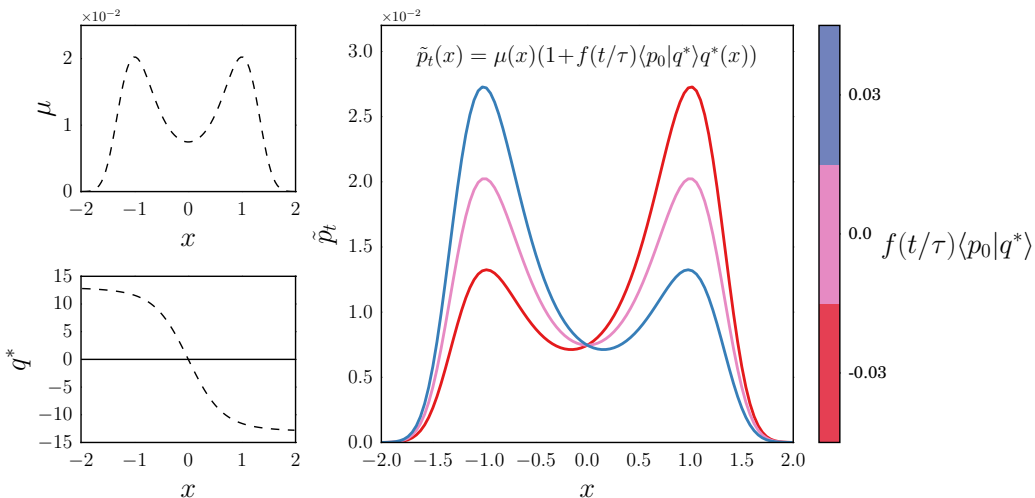 ×10⁻²
2
1
0
μ
−2 −1 0 1 2
x
15
10
5
0
−5
−10
−15
q*
−2 −1 0 1 2
x
×10⁻²
3.0
2.5
2.0
1.5
1.0
0.5
0.0
p̃ₜ
p̃ₜ(x) = μ(x)(1+f(t/τ)⟨p₀|q*⟩q*(x))
−2.0 −1.5 −1.0 −0.5 0.0 0.5 1.0 1.5 2.0
x
0.03
0.0
-0.03
f(t/τ)⟨p₀|q*⟩